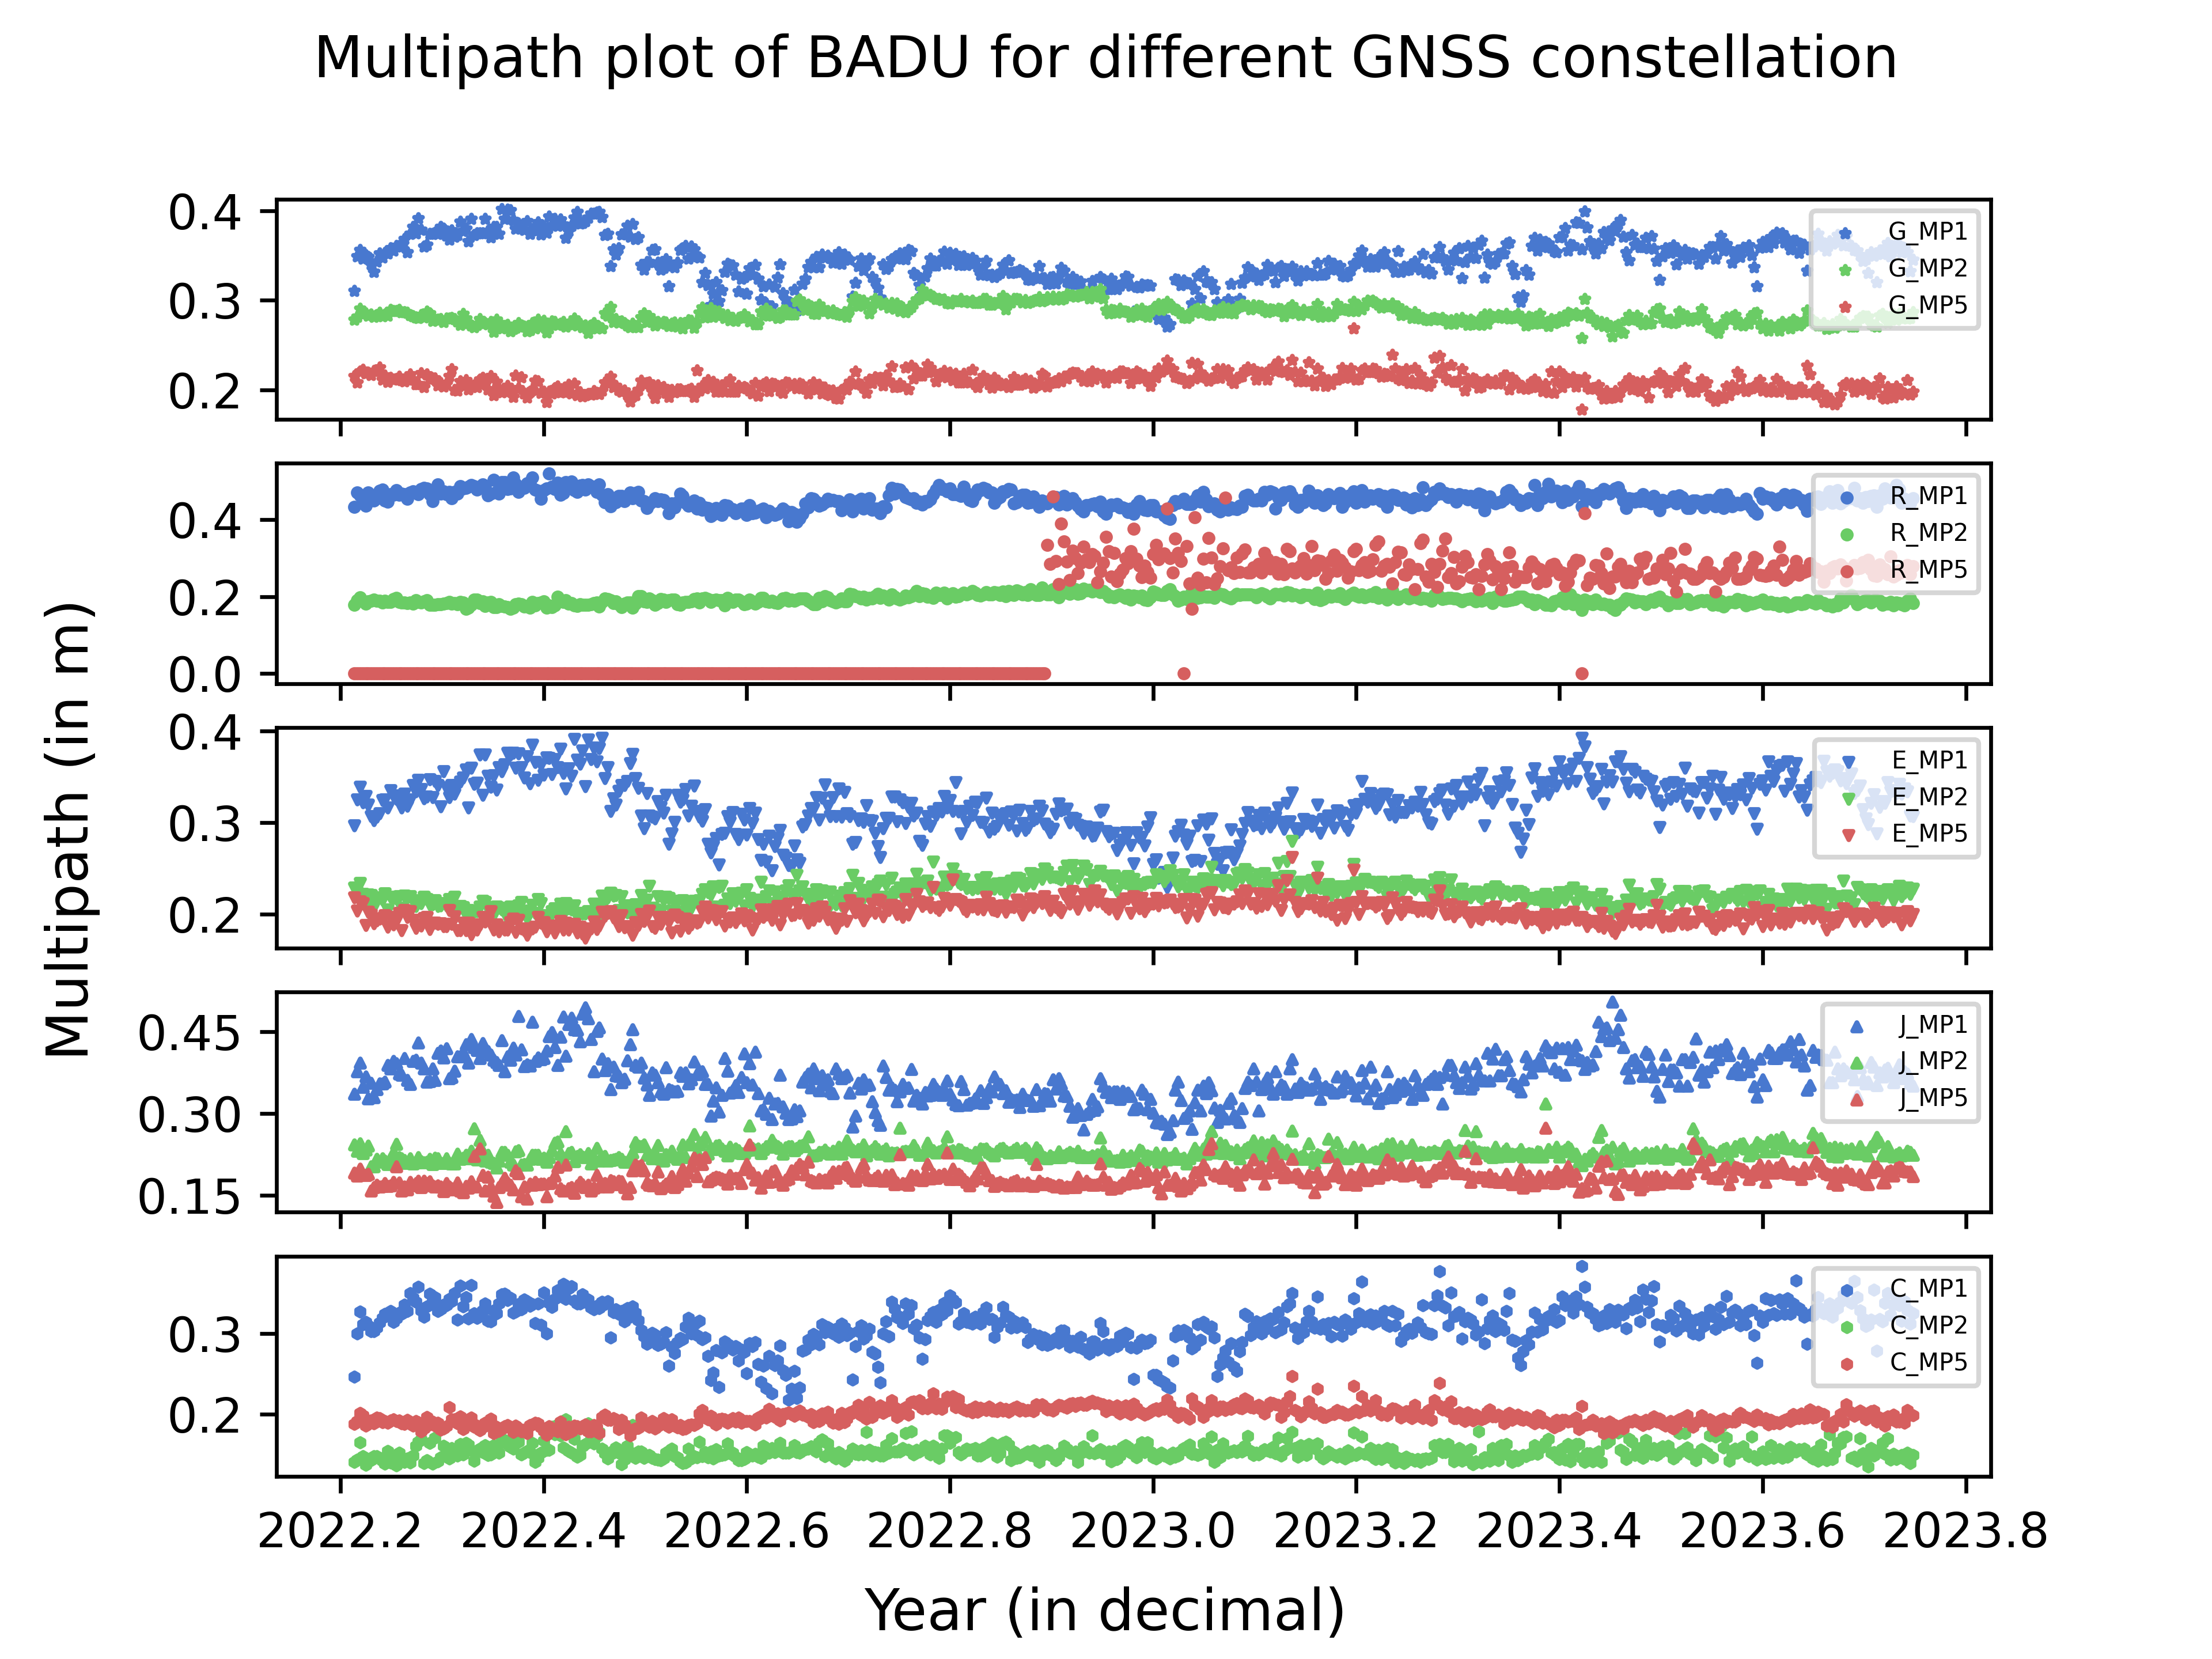 Multipath plot of BADU for different GNSS constellation
Multipath (in m)
0.4
0.3
0.2
G_MP1
G_MP2
G_MP5
0.4
0.2
0.0
R_MP1
R_MP2
R_MP5
0.4
0.3
0.2
E_MP1
E_MP2
E_MP5
0.45
0.30
0.15
J_MP1
J_MP2
J_MP5
0.3
0.2
C_MP1
C_MP2
C_MP5
2022.2 2022.4 2022.6 2022.8 2023.0 2023.2 2023.4 2023.6 2023.8
Year (in decimal)